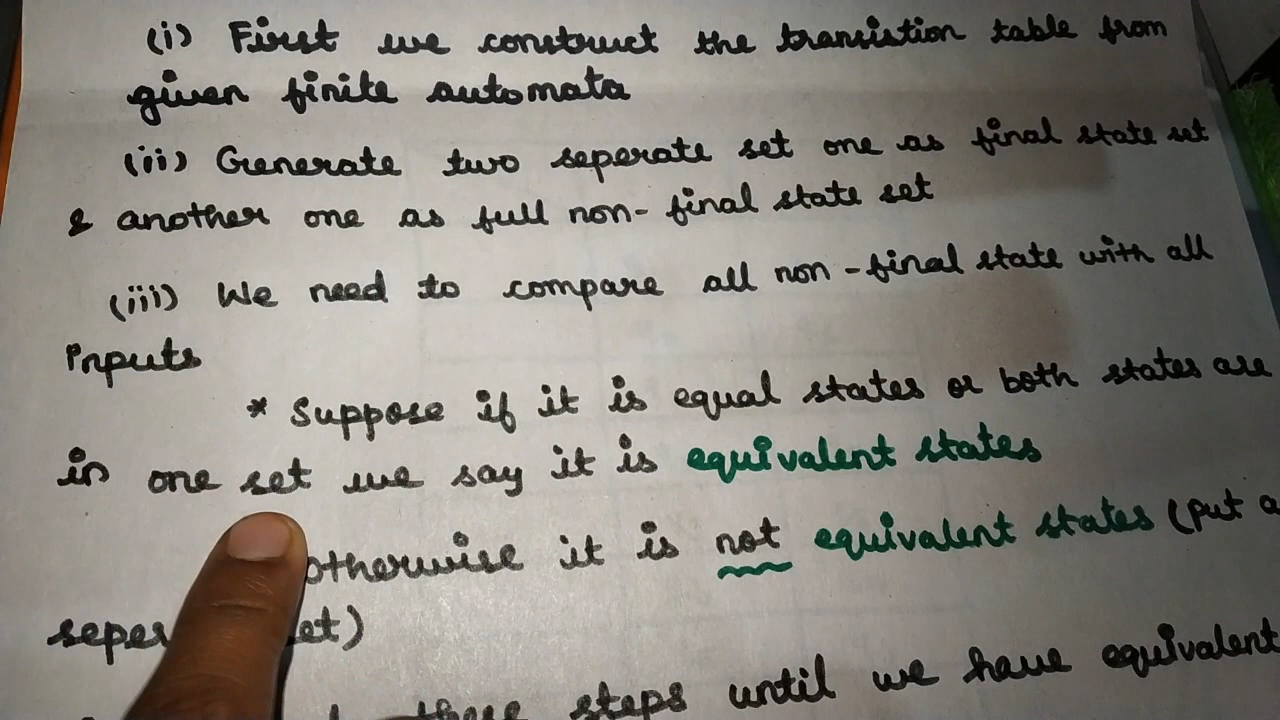 (i) First we construct the transistion table from
given finite automata
(ii) Generate two seperate set one as final state set
& another one as full non-final state set
(iii) We need to compare all non-final state with all
Inputs
* Suppose if it is equal states or both states are
in one set we say it is equivalent states
otherwise it is not equivalent states (put a
these steps until we have equivalent